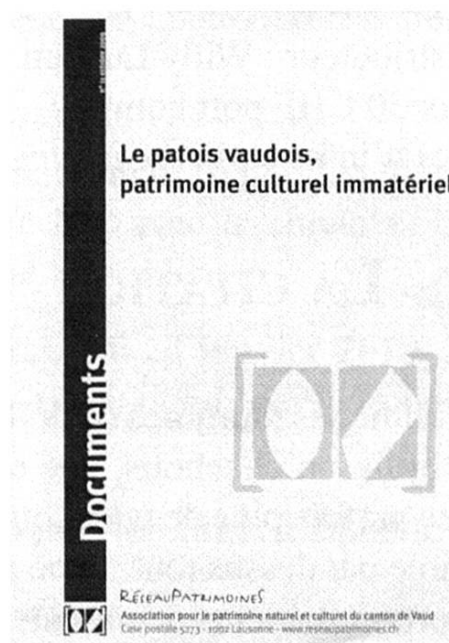 Le patois vaudois,
patrimoine culturel immatériel
Documents
RéseauPatrimoines
Association pour le patrimoine naturel et culturel du canton de Vaud
Case postale 5273 - 1002 Lausanne - www.reseaupatrimoines.ch